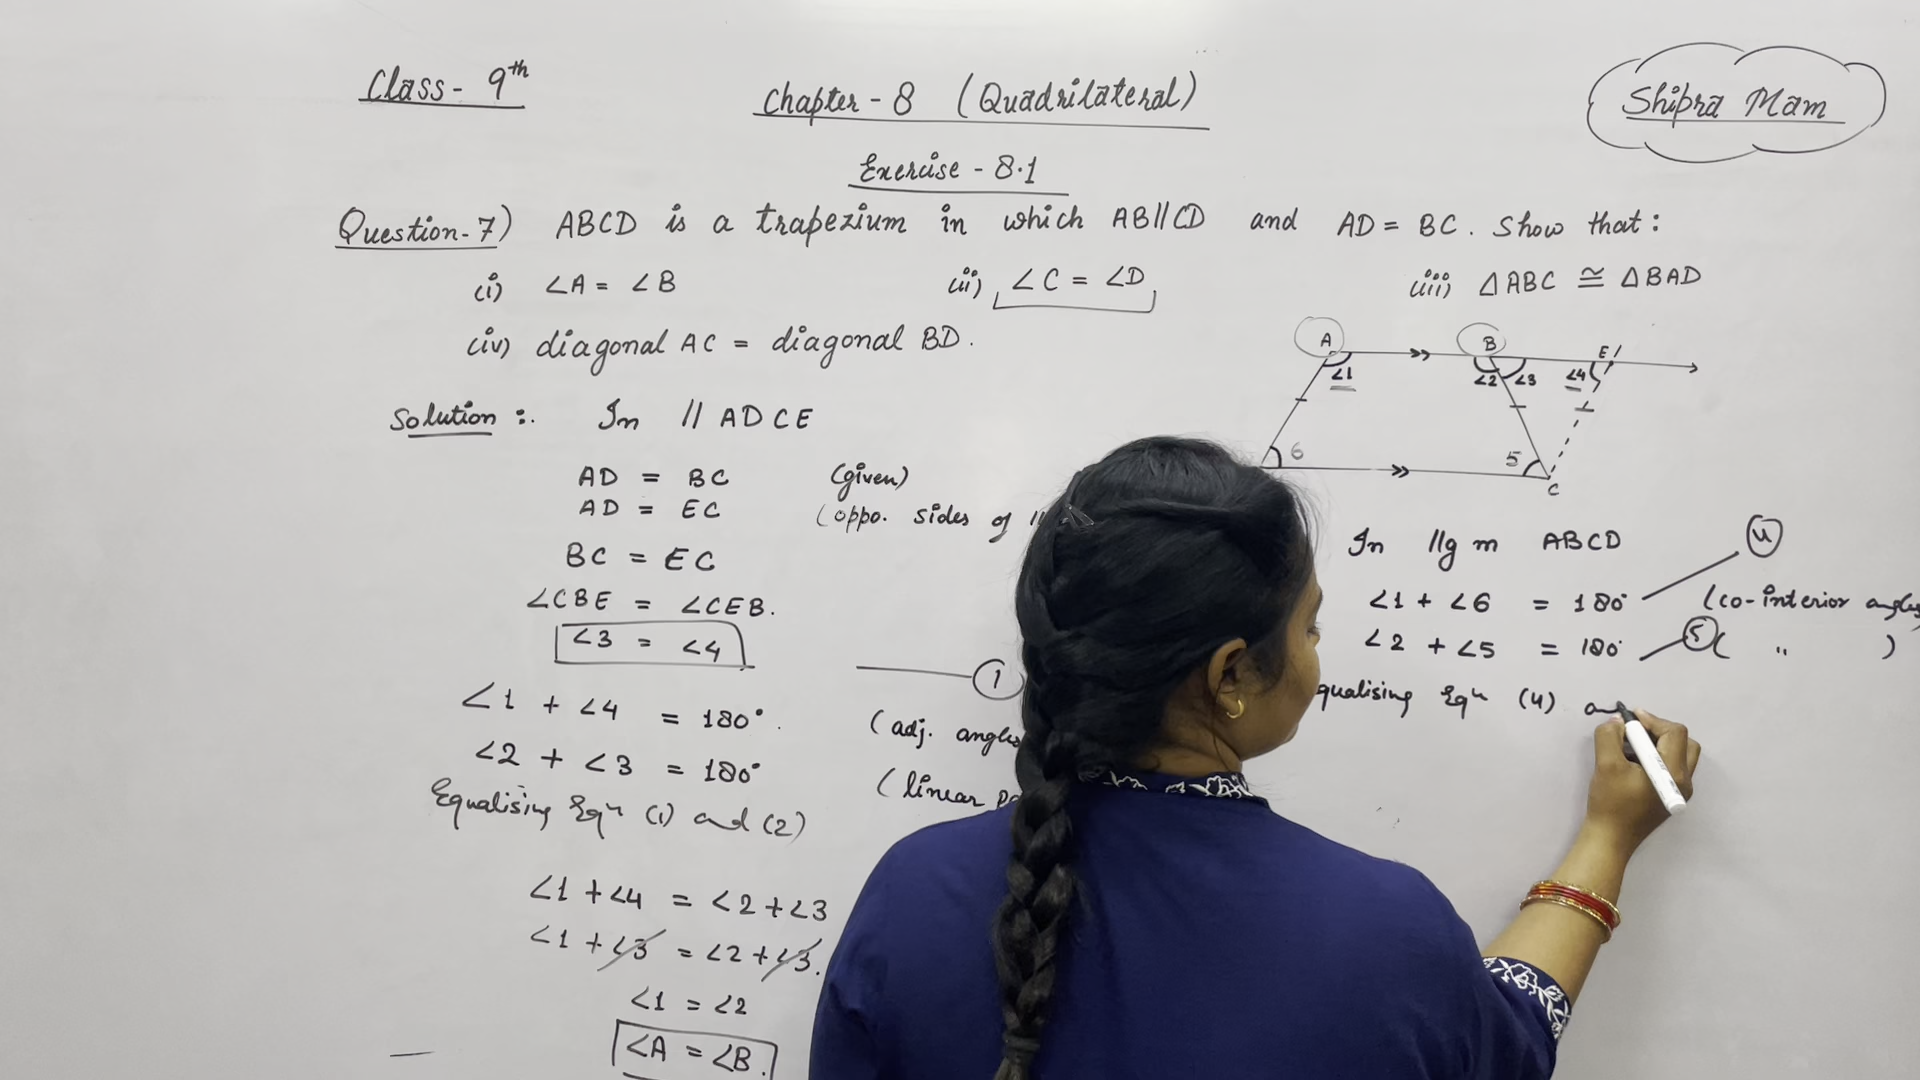 Class - 9th
Chapter - 8 (Quadrilateral)
Shipra Mam
Exercise - 8.1
Question-7) ABCD is a trapezium in which AB//CD and AD = BC. Show that:
(i) ∠A = ∠B (ii) ∠C = ∠D (iii) △ABC ≅ △BAD
(iv) diagonal AC = diagonal BD.
Solution :. In // ADCE
AD = BC (given)
AD = EC (oppo. sides of
BC = EC
∠CBE = ∠CEB.
∠3 = ∠4 1
∠1 + ∠4 = 180°. (adj. angles
∠2 + ∠3 = 180° (linear
Equalising Eqn (1) and (2)
∠1 + ∠4 = ∠2 + ∠3
∠1 + ∠3 = ∠2 + ∠3.
∠1 = ∠2
∠A = ∠B.
A B E
∠1 ∠2 ∠3 ∠4
6 5
C
In //gm ABCD 4
∠1 + ∠6 = 180° (co-interior angles
∠2 + ∠5 = 180° 5 ( " )
qualising Eqn (4) an